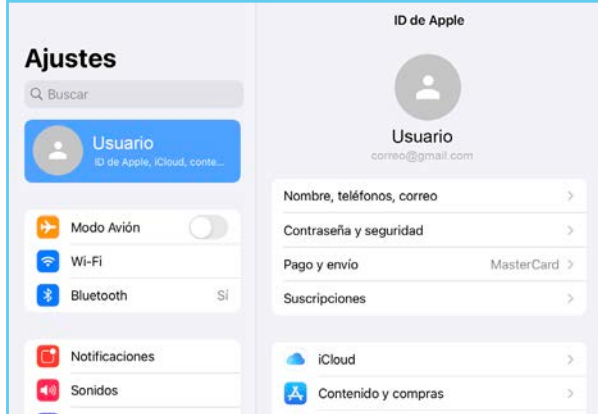 Ajustes
Buscar
Usuario
ID de Apple, iCloud, conte...
Modo Avión
Wi-Fi
Bluetooth Sí
Notificaciones
Sonidos
ID de Apple
Usuario
correo@gmail.com
Nombre, teléfonos, correo
Contraseña y seguridad
Pago y envío MasterCard
Suscripciones
iCloud
Contenido y compras